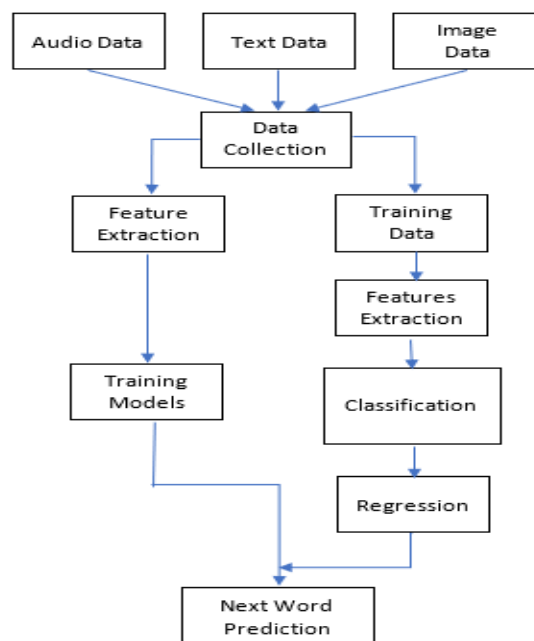 Audio Data
Text Data
Image
Data
Data
Collection
Feature
Extraction
Training
Data
Features
Extraction
Training
Models
Classification
Regression
Next Word
Prediction